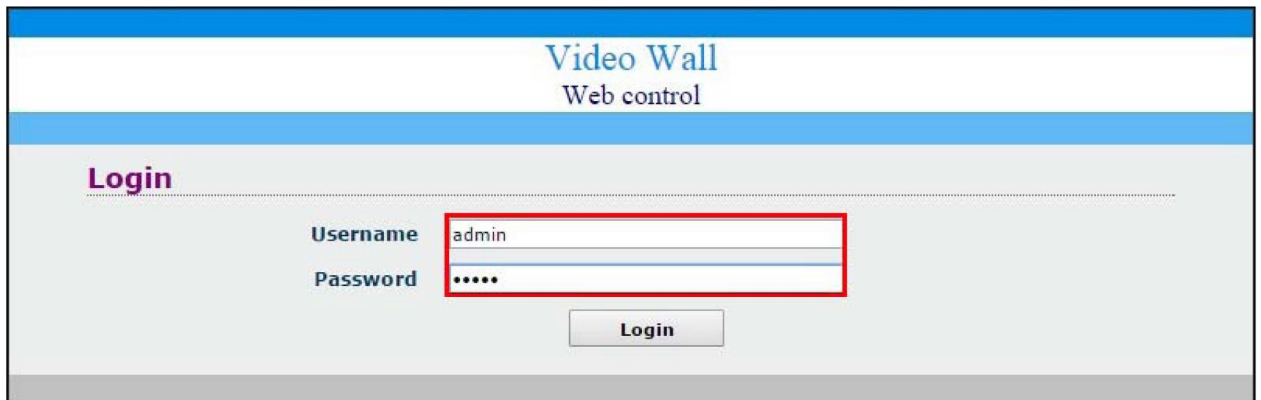 Video Wall
Web control
Login
Username admin
Password •••••
Login